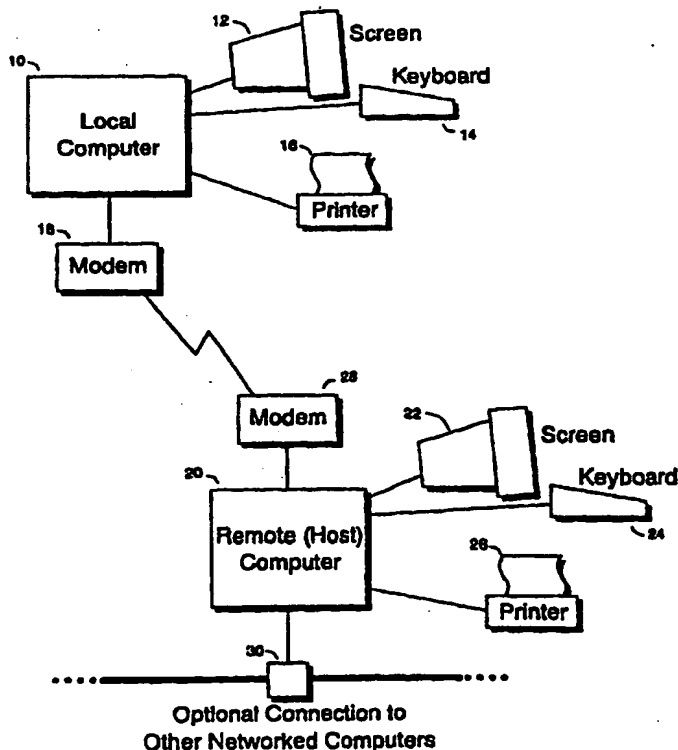 12
Screen
10
Keyboard
Local
Computer
14
16
Printer
18
Modem
28
Modem
22
Screen
20
Keyboard
Remote (Host)
Computer
24
26
Printer
30
Optional Connection to
Other Networked Computers